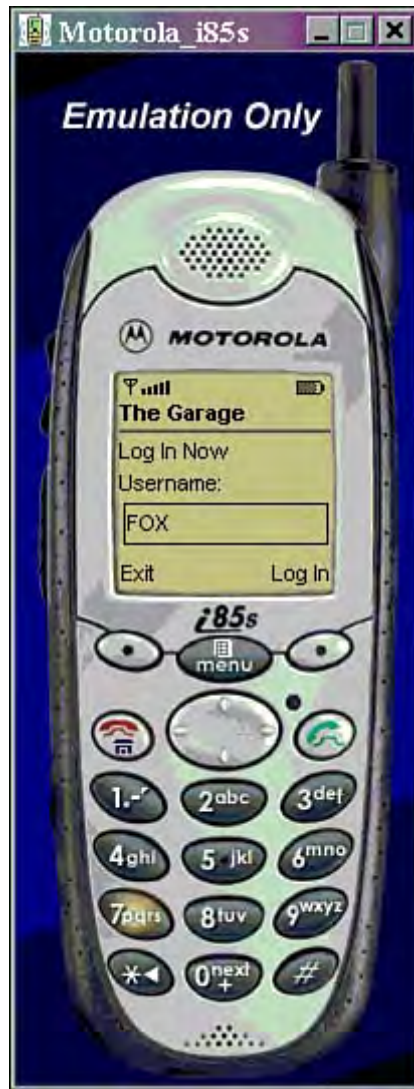 Motorola_i85s
Emulation Only
MOTOROLA
The Garage
Log In Now
Username:
FOX
Exit Log In
i85s
menu
1.- 2abc 3def
4ghi 5 jkl 6mno
7pqrs 8tuv 9wxyz
* 0next+ #